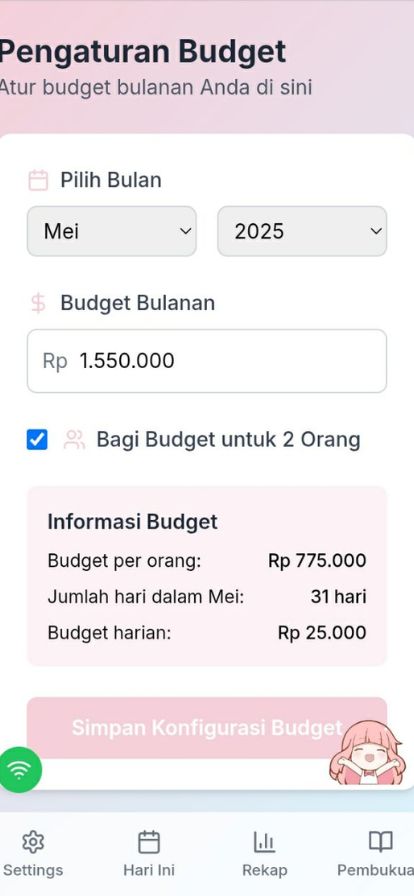 Pengaturan Budget
Atur budget bulanan Anda di sini
Pilih Bulan
Mei 2025
Budget Bulanan
Rp 1.550.000
Bagi Budget untuk 2 Orang
Informasi Budget
Budget per orang: Rp 775.000
Jumlah hari dalam Mei: 31 hari
Budget harian: Rp 25.000
Simpan Konfigurasi Budget
Settings Hari Ini Rekap Pembukua